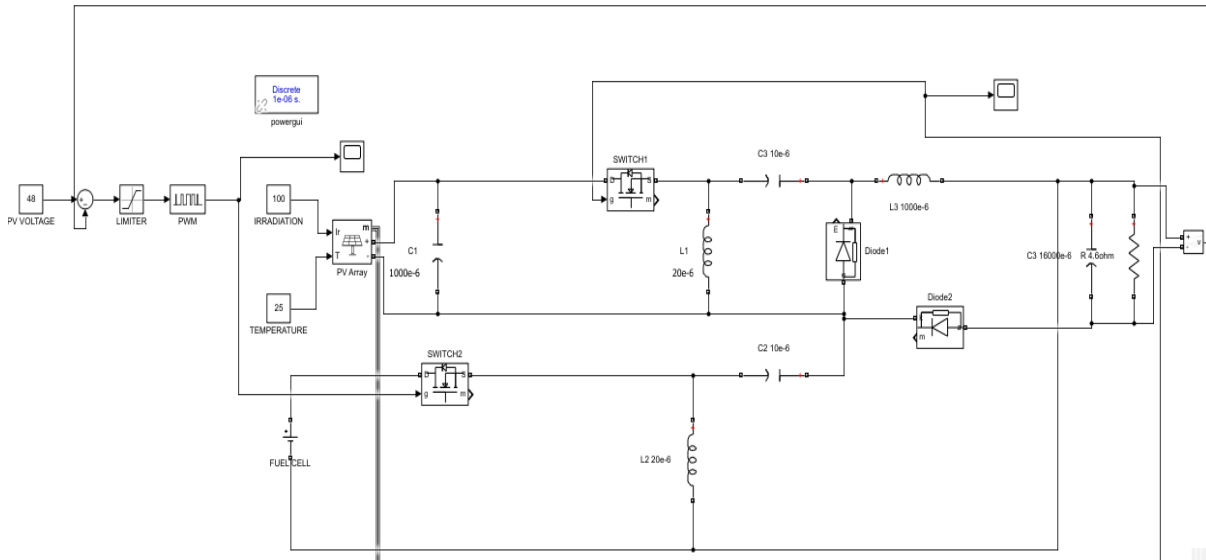 Discrete
1e-06 s.
powergui
SWITCH1
D
S
g
m
C3 10e-6
48
PV VOLTAGE
LIMITER
PWM
100
IRRADIATION
Ir
T
m
+
-
PV Array
C1
1000e-6
L1
20e-6
E
Diode1
L3 1000e-6
C3 16000e-6
R 4.6ohm
+
-
v
25
TEMPERATURE
Diode2
m
SWITCH2
D
S
g
m
C2 10e-6
+
FUEL CELL
L2 20e-6